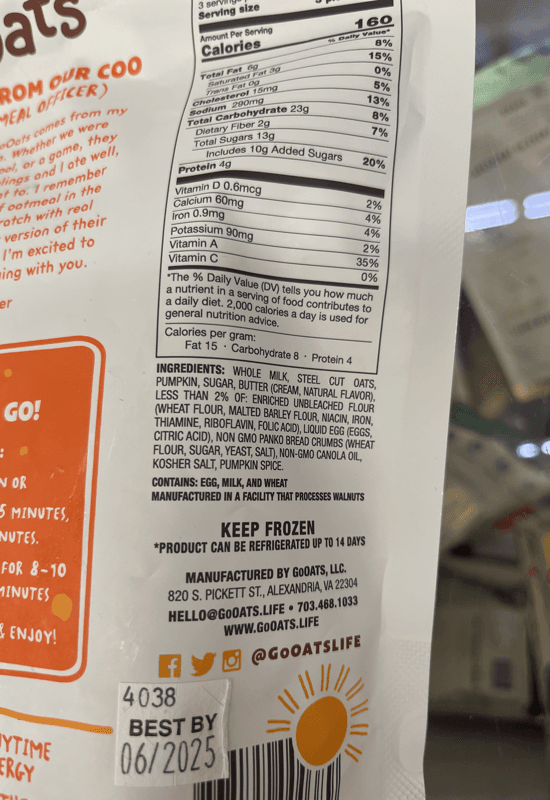 oats
3 servings
Serving size
Amount Per Serving
Calories 160
% Daily Value*
Total Fat 6g 8%
Saturated Fat 3g 15%
Trans Fat 0g
Cholesterol 15mg 0%
Sodium 290mg 5%
Total Carbohydrate 23g 13%
Dietary Fiber 2g 8%
Total Sugars 13g 7%
Includes 10g Added Sugars 20%
Protein 4g
Vitamin D 0.6mcg 2%
Calcium 60mg 4%
Iron 0.9mg 4%
Potassium 90mg 2%
Vitamin A 35%
Vitamin C 0%
*The % Daily Value (DV) tells you how much
a nutrient in a serving of food contributes to
a daily diet. 2,000 calories a day is used for
general nutrition advice.
Calories per gram:
Fat 15 · Carbohydrate 8 · Protein 4
INGREDIENTS: WHOLE MILK, STEEL CUT OATS,
PUMPKIN, SUGAR, BUTTER (CREAM, NATURAL FLAVOR),
LESS THAN 2% OF: ENRICHED UNBLEACHED FLOUR
(WHEAT FLOUR, MALTED BARLEY FLOUR, NIACIN, IRON,
THIAMINE, RIBOFLAVIN, FOLIC ACID), LIQUID EGG (EGGS,
CITRIC ACID), NON GMO PANKO BREAD CRUMBS (WHEAT
FLOUR, SUGAR, YEAST, SALT), NON-GMO CANOLA OIL,
KOSHER SALT, PUMPKIN SPICE.
CONTAINS: EGG, MILK, AND WHEAT
MANUFACTURED IN A FACILITY THAT PROCESSES WALNUTS
KEEP FROZEN
*PRODUCT CAN BE REFRIGERATED UP TO 14 DAYS
MANUFACTURED BY GOOATS, LLC.
820 S. PICKETT ST., ALEXANDRIA, VA 22304
HELLO@GOOATS.LIFE • 703.468.1033
WWW.GOOATS.LIFE
@GOOATSLIFE
4038
BEST BY
06/2025
ROM OUR COO
MEAL OFFICER)
oOats comes from my
. Whether we were
ool, or a game, they
lings and I ate well,
at to. I remember
f oatmeal in the
ratch with real
version of their
I'm excited to
ing with you.
er
GO!
:
N OR
5 MINUTES,
NUTES.
FOR 8-10
MINUTES
& ENJOY!
YTIME
ERGY